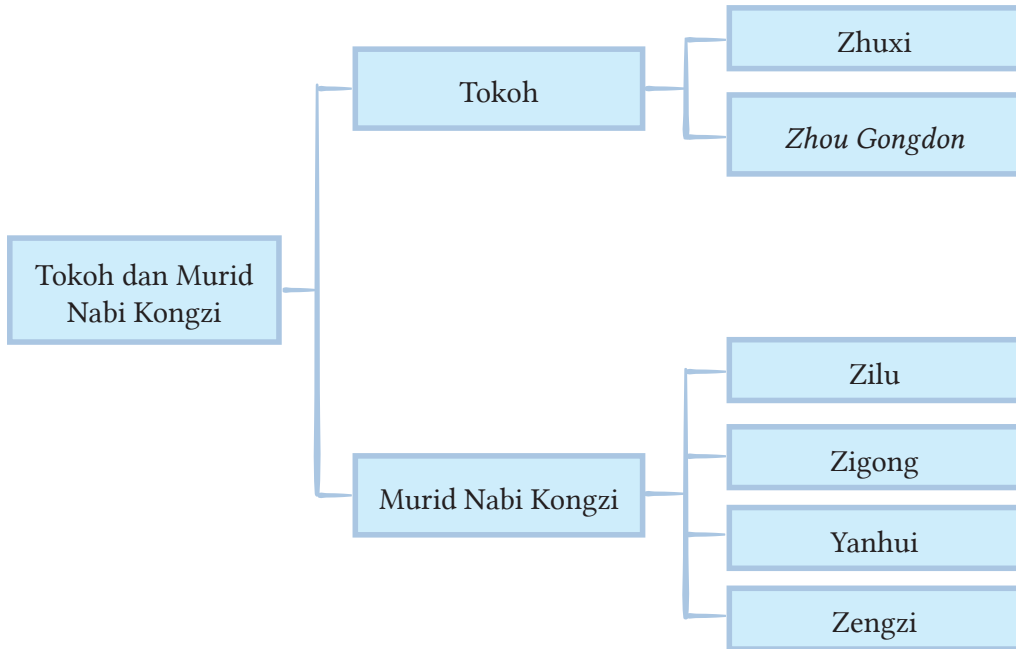 Tokoh dan Murid
Nabi Kongzi
Tokoh
Zhuxi
Zhou Gongdon
Murid Nabi Kongzi
Zilu
Zigong
Yanhui
Zengzi